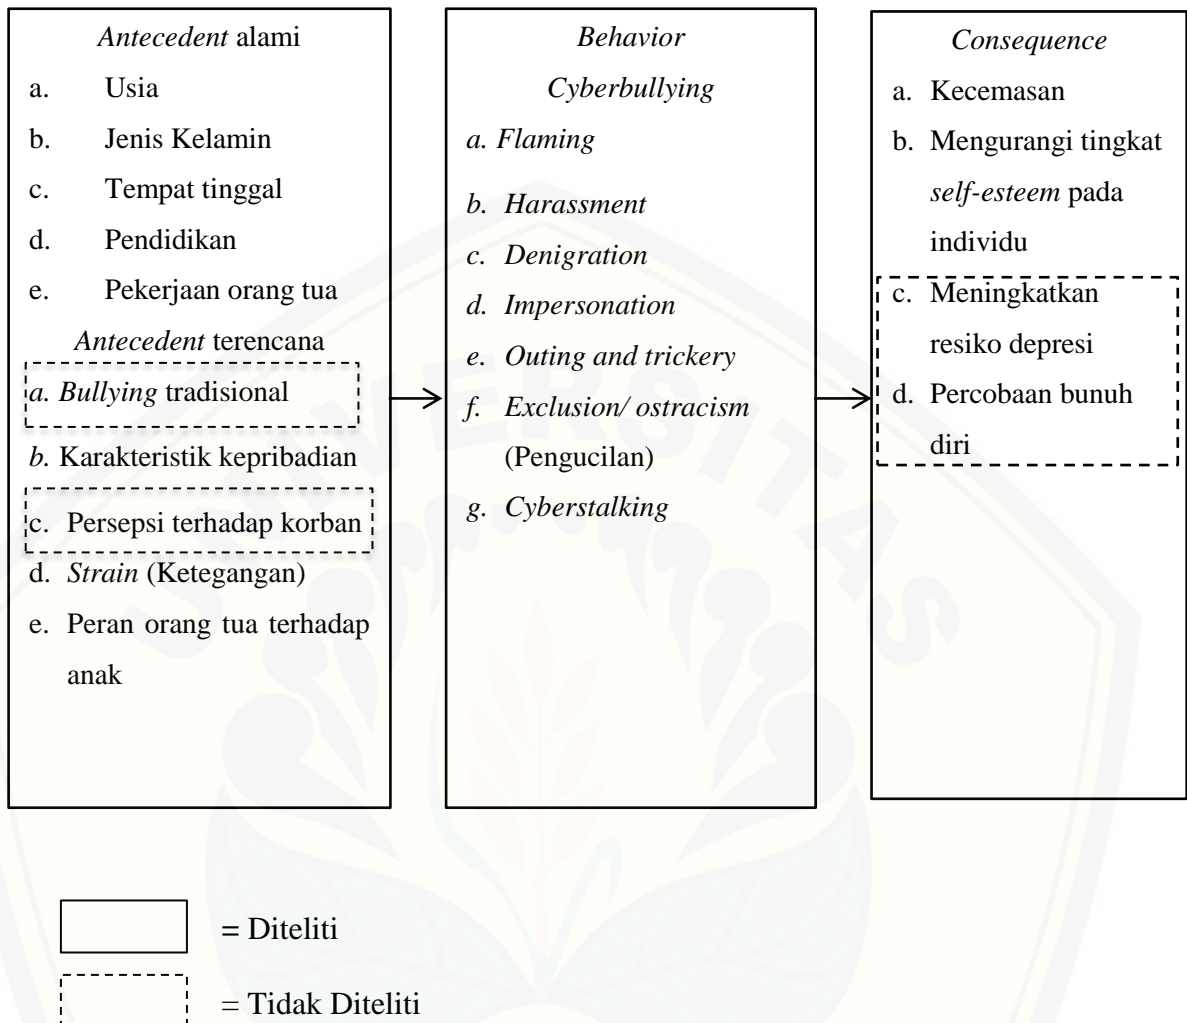 Antecedent alami
a. Usia
b. Jenis Kelamin
c. Tempat tinggal
d. Pendidikan
e. Pekerjaan orang tua
Antecedent terencana
a. Bullying tradisional
b. Karakteristik kepribadian
c. Persepsi terhadap korban
d. Strain (Ketegangan)
e. Peran orang tua terhadap
anak
Behavior
Cyberbullying
a. Flaming
b. Harassment
c. Denigration
d. Impersonation
e. Outing and trickery
f. Exclusion/ ostracism
(Pengucilan)
g. Cyberstalking
Consequence
a. Kecemasan
b. Mengurangi tingkat
self-esteem pada
individu
c. Meningkatkan
resiko depresi
d. Percobaan bunuh
diri
= Diteliti
= Tidak Diteliti
UNIVERSITAS